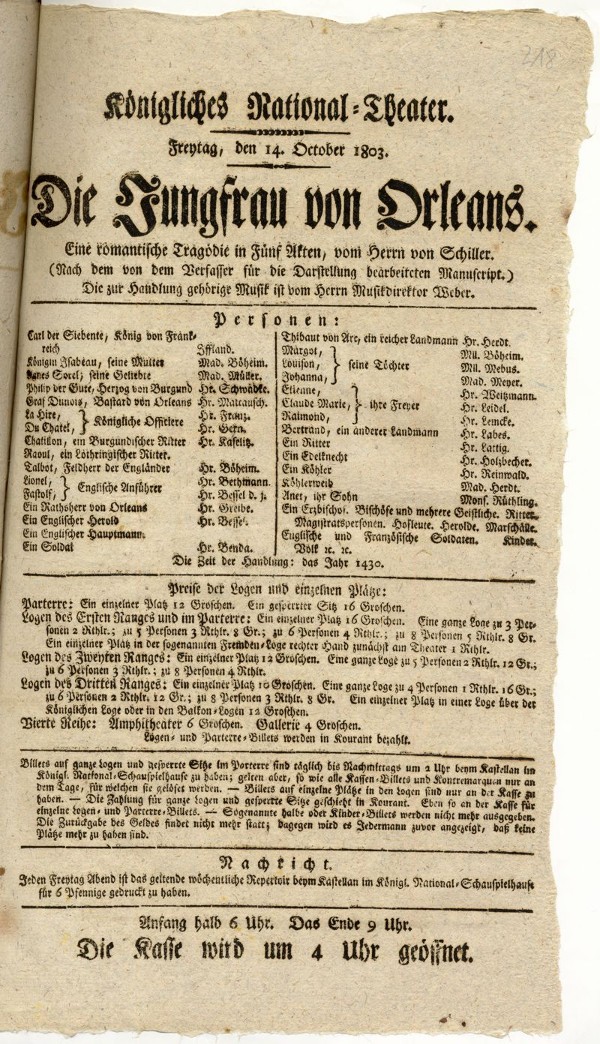 218
Königliches National-Theater.
Freytag, den 14. October 1803.
Die Jungfrau von Orleans.
Eine romantische Tragödie in Fünf Akten, vom Herrn von Schiller.
(Nach dem von dem Verfasser für die Darstellung bearbeiteten Manuscript.)
Die zur Handlung gehörige Musik ist vom Herrn Musikdirektor Weber.
Personen:
Carl der Siebente, König von Frank-
reich Iffland.
Königin Isabeau, seine Mutter Mad. Böheim.
Agnes Sorel, seine Geliebte Mad. Müller.
Philip der Gute, Herzog von Burgund Hr. Schwadke.
Graf Dunois, Bastard von Orleans Hr. Mattausch.
La Hire, Hr. Franz.
} Königliche Offitiere
Du Chatel, Hr. Gern.
Chatillon, ein Burgundischer Ritter Hr. Kaselitz.
Raoul, ein Lothringischer Ritter.
Talbot, Feldherr der Engländer Hr. Böheim.
Lionel, Hr. Bethmann.
} Englische Anführer
Fastolf, Hr. Bessel d. j.
Ein Rathsherr von Orleans Hr. Greibe.
Ein Englischer Herold Hr. Bessel.
Ein Englischer Hauptmann.
Ein Soldat Hr. Benda.
Thibaut von Arc, ein reicher Landmann Hr. Herdt.
Margot, Mll. Böheim.
Louison, } seine Töchter Mll. Mebus.
Johanna, Mad. Meyer.
Etienne, Hr. Weitzmann.
Claude Marie, } ihre Freyer Hr. Leidel.
Raimond, Hr. Lemcke.
Bertrand, ein anderer Landmann Hr. Labes.
Ein Ritter Hr. Lattig.
Ein Edelknecht Hr. Holzbecher.
Ein Köhler Hr. Reinwald.
Köhlerweib Mad. Herdt.
Anet, ihr Sohn Mons. Rüthling.
Ein Erzbischof. Bischöfe und mehrere Geistliche. Ritter.
Magistratspersonen. Hofleute. Herolde. Marschälle.
Englische und Französische Soldaten. Kinder.
Volk ꝛc. ꝛc.
Die Zeit der Handlung: das Jahr 1430.
Preise der Logen und einzelnen Plätze:
Parterre: Ein einzelner Platz 12 Groschen. Ein gesperrter Sitz 16 Groschen.
Logen des Ersten Ranges und im Parterre: Ein einzelner Platz 16 Groschen. Eine ganze Loge zu 3 Per-
sonen 2 Rthlr.; zu 5 Personen 3 Rthlr. 8 Gr.; zu 6 Personen 4 Rthlr.; zu 8 Personen 5 Rthlr. 8 Gr.
Ein einzelner Platz in der sogenannten Fremden-Loge rechter Hand zunächst am Theater 1 Rthlr.
Logen des Zweyten Ranges: Ein einzelner Platz 12 Groschen. Eine ganze Loge zu 5 Personen 2 Rthlr. 12 Gr.;
zu 6 Personen 3 Rthlr.; zu 8 Personen 4 Rthlr.
Logen des Dritten Ranges: Ein einzelner Platz 10 Groschen. Eine ganze Loge zu 4 Personen 1 Rthlr. 16 Gr.;
zu 6 Personen 2 Rthlr. 12 Gr.; zu 8 Personen 3 Rthlr. 8 Gr. Ein einzelner Platz in einer Loge über der
Königlichen Loge oder in den Balkon-Logen 12 Groschen.
Vierte Reihe: Amphitheater 6 Groschen. Gallerie 4 Groschen.
Logen- und Parterre-Billets werden in Kourant bezahlt.
Billets auf ganze Logen und gesperrte Sitze im Parterre sind täglich bis Nachmittags um 2 Uhr beym Kastellan im
Königl. National-Schauspielhause zu haben; gelten aber, so wie alle Kassen-Billets und Kontremarquen nur an
dem Tage, für welchen sie gelöset werden. — Billets auf einzelne Plätze in den Logen sind nur an der Kasse zu
haben. — Die Zahlung für ganze Logen und gesperrte Sitze geschieht in Kourant. Eben so an der Kasse für
einzelne Logen- und Parterre-Billets. — Sogenannte halbe oder Kinder-Billets werden nicht mehr ausgegeben.
Die Zurückgabe des Geldes findet nicht mehr statt; dagegen wird es Jedermann zuvor angezeigt, daß keine
Plätze mehr zu haben sind.
Nachricht.
Jeden Freytag Abend ist das geltende wöchentliche Repertoir beym Kastellan im Königl. National-Schauspielhause
für 6 Pfennige gedruckt zu haben.
Anfang halb 6 Uhr. Das Ende 9 Uhr.
Die Kasse wird um 4 Uhr geöffnet.